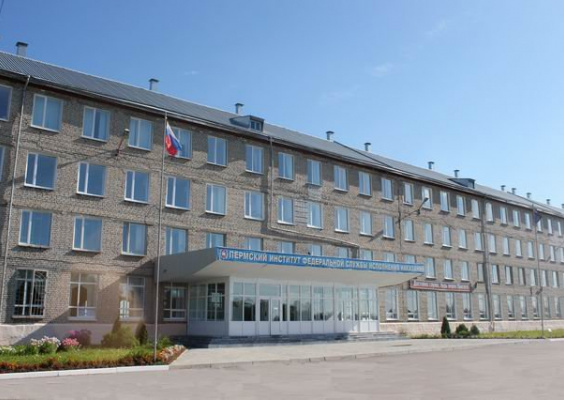 ПЕРМСКИЙ ИНСТИТУТ ФЕДЕРАЛЬНОЙ СЛУЖБЫ ИСПОЛНЕНИЯ НАКАЗАНИЙ